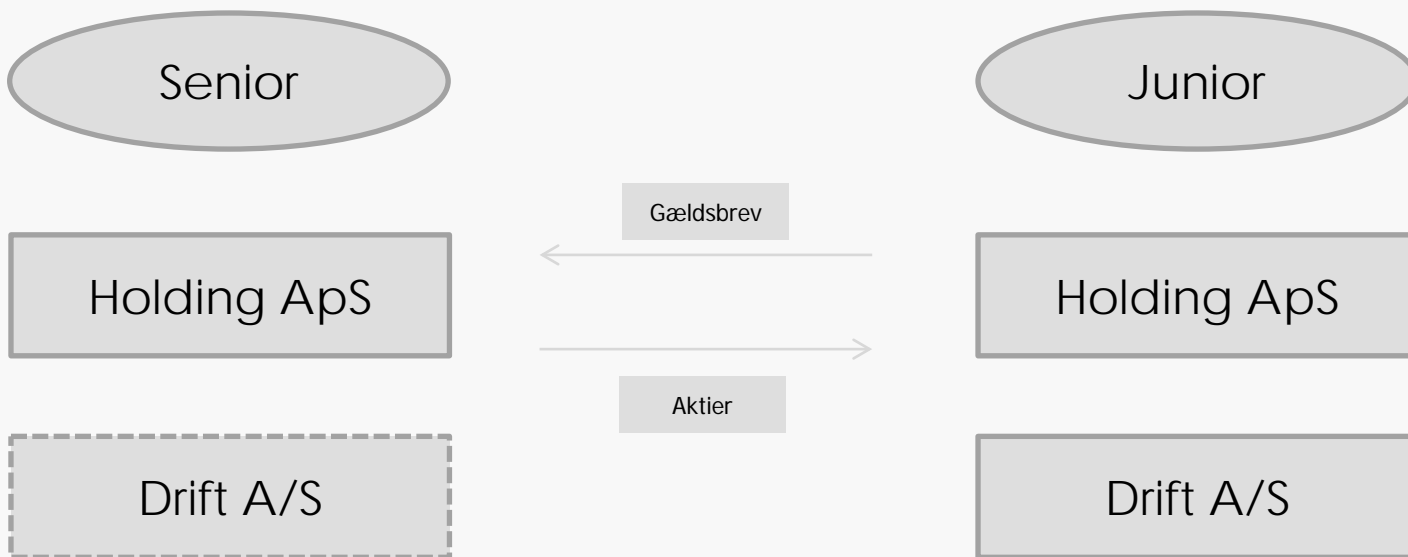 Senior
Junior
Gældsbrev
Holding ApS
Holding ApS
Aktier
Drift A/S
Drift A/S